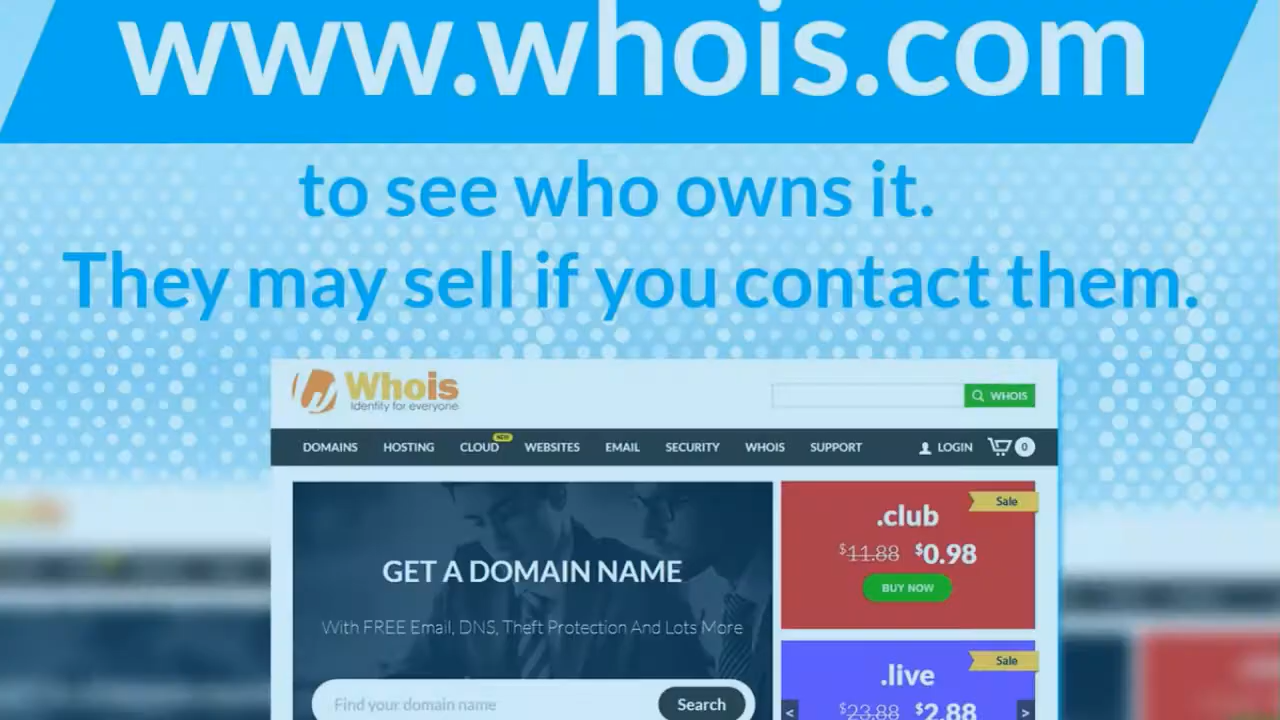 www.whois.com
to see who owns it.
They may sell if you contact them.
Whois
Identity for everyone
WHOIS
DOMAINS HOSTING CLOUD NEW WEBSITES EMAIL SECURITY WHOIS SUPPORT LOGIN 0
GET A DOMAIN NAME
With FREE Email, DNS, Theft Protection And Lots More
Find your domain name Search
Sale
.club
$11.88 $0.98
BUY NOW
Sale
.live
< $23.88 $2.88 >